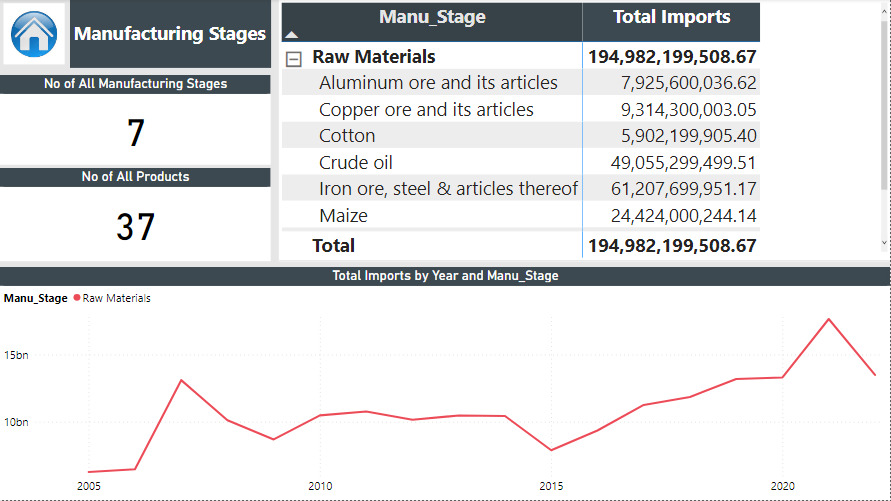 Manufacturing Stages
No of All Manufacturing Stages
7
No of All Products
37
Manu_Stage Total Imports
Raw Materials 194,982,199,508.67
Aluminum ore and its articles 7,925,600,036.62
Copper ore and its articles 9,314,300,003.05
Cotton 5,902,199,905.40
Crude oil 49,055,299,499.51
Iron ore, steel & articles thereof 61,207,699,951.17
Maize 24,424,000,244.14
Total 194,982,199,508.67
Total Imports by Year and Manu_Stage
Manu_Stage Raw Materials
15bn
10bn
2005 2010 2015 2020